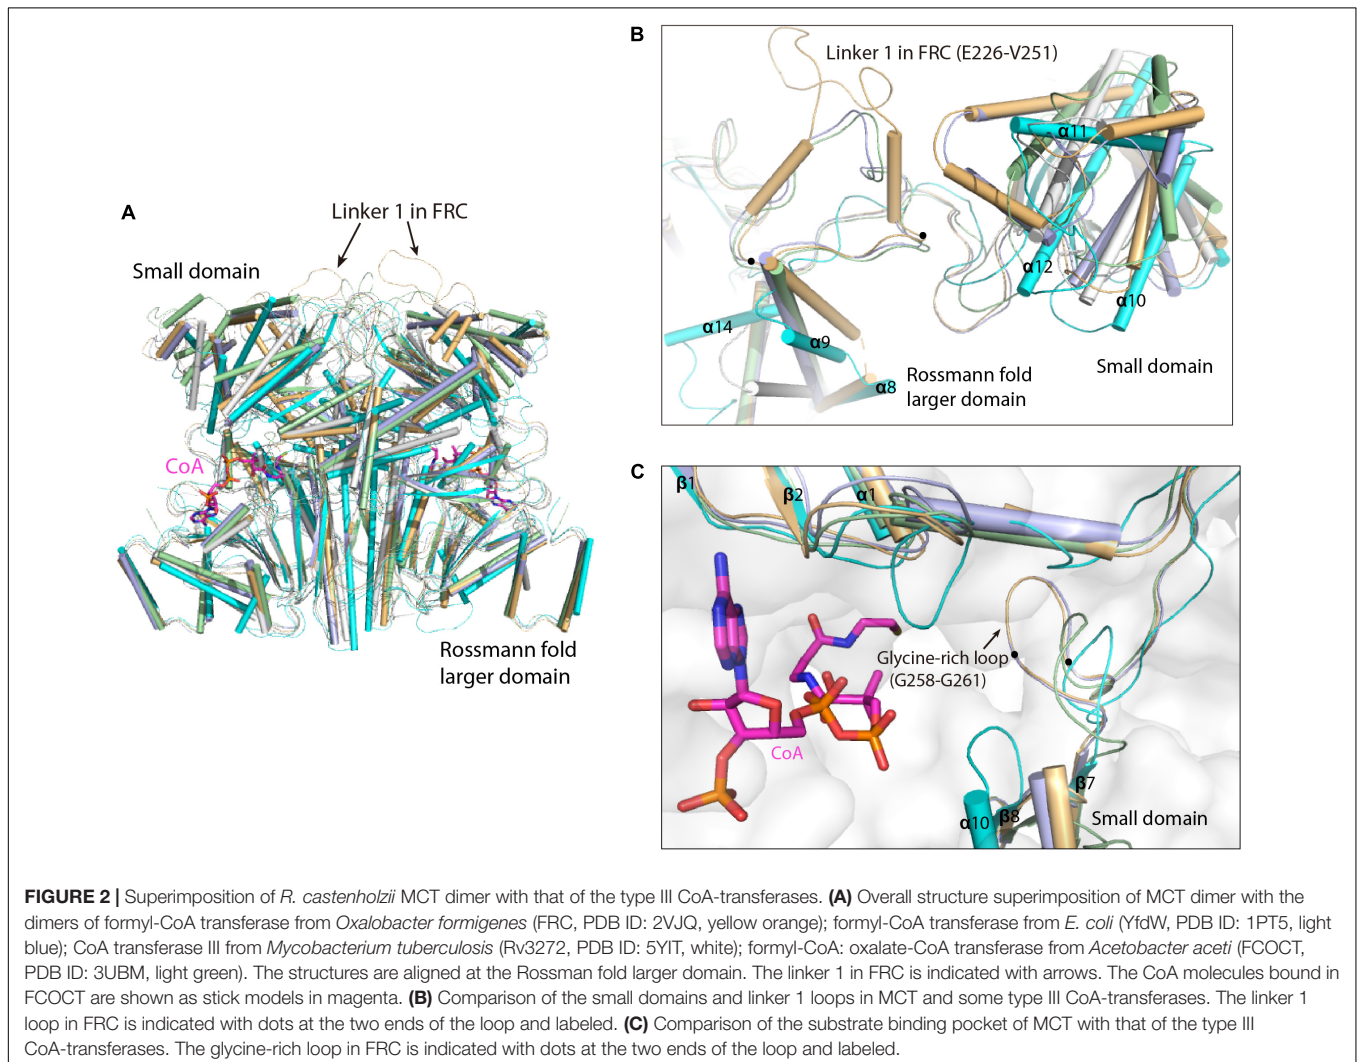 A
Linker 1 in FRC
Small domain
CoA
Rossmann fold
larger domain
B
Linker 1 in FRC (E226-V251)
α11
α12
α10
α14
α9
α8
Rossmann fold
larger domain
Small domain
C
β1
β2
α1
Glycine-rich loop
(G258-G261)
CoA
β7
α10
β8
Small domain
FIGURE 2 | Superimposition of R. castenholzii MCT dimer with that of the type III CoA-transferases. (A) Overall structure superimposition of MCT dimer with the
dimers of formyl-CoA transferase from Oxalobacter formigenes (FRC, PDB ID: 2VJQ, yellow orange); formyl-CoA transferase from E. coli (YfdW, PDB ID: 1PT5, light
blue); CoA transferase III from Mycobacterium tuberculosis (Rv3272, PDB ID: 5YIT, white); formyl-CoA: oxalate-CoA transferase from Acetobacter aceti (FCOCT,
PDB ID: 3UBM, light green). The structures are aligned at the Rossman fold larger domain. The linker 1 in FRC is indicated with arrows. The CoA molecules bound in
FCOCT are shown as stick models in magenta. (B) Comparison of the small domains and linker 1 loops in MCT and some type III CoA-transferases. The linker 1
loop in FRC is indicated with dots at the two ends of the loop and labeled. (C) Comparison of the substrate binding pocket of MCT with that of the type III
CoA-transferases. The glycine-rich loop in FRC is indicated with dots at the two ends of the loop and labeled.